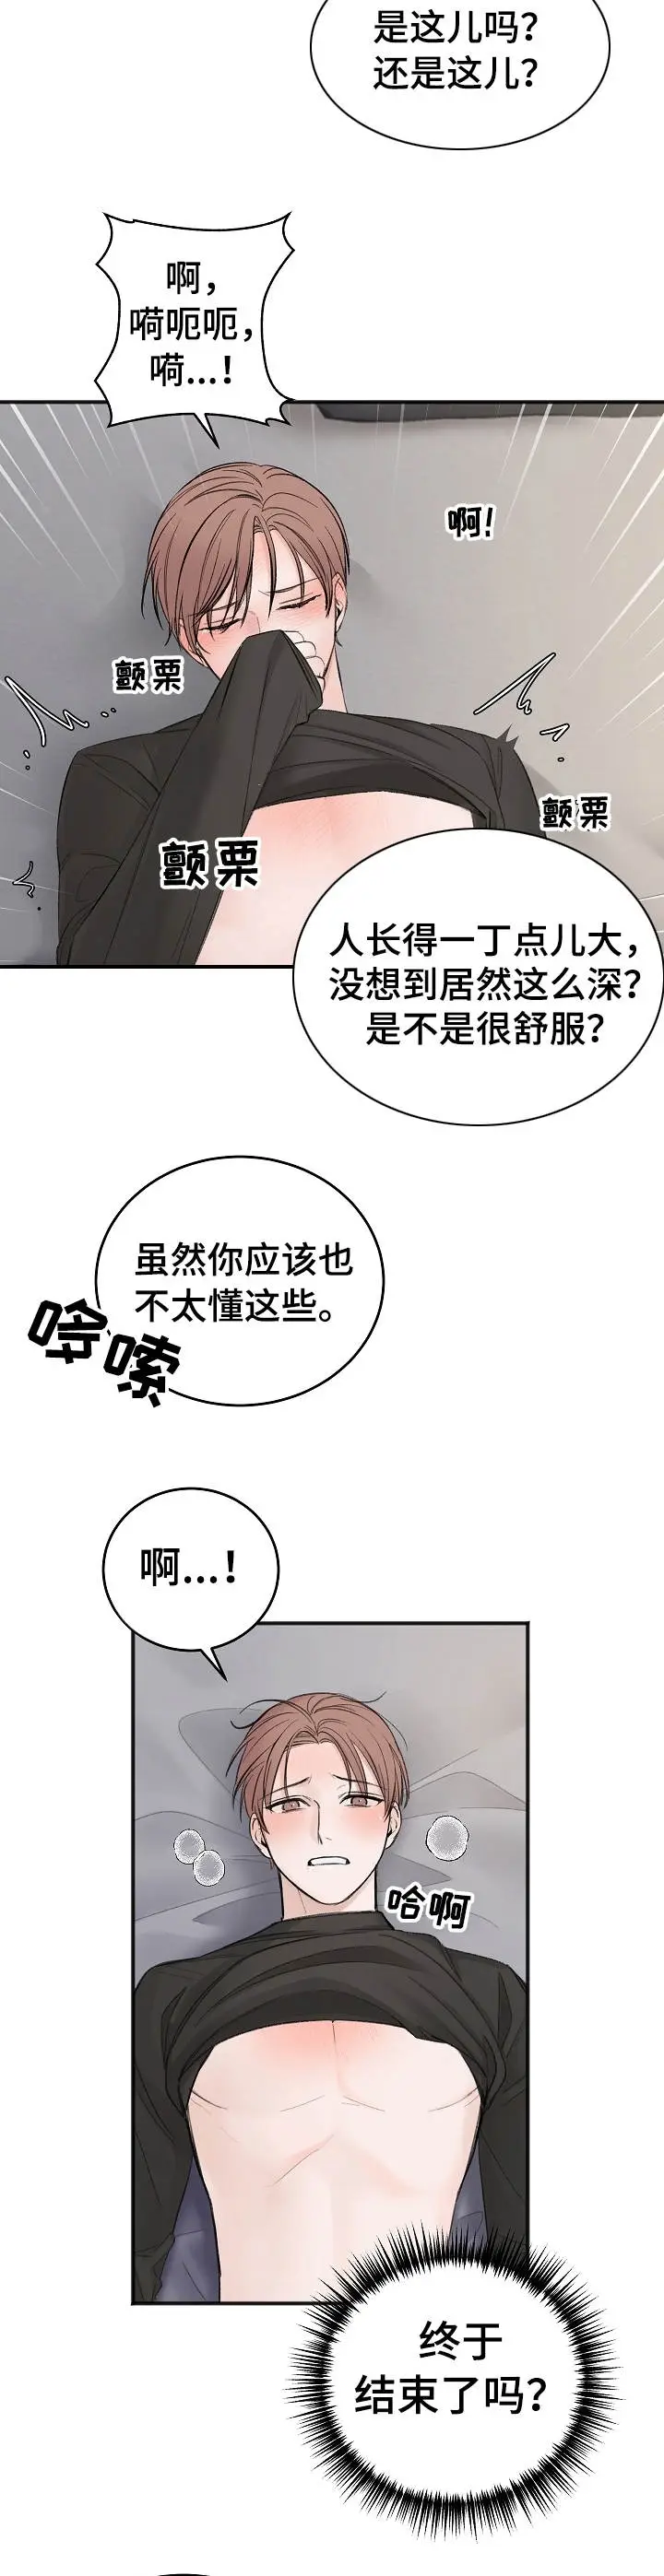 是这儿吗?
还是这儿?
啊,
嗬呃呃,
嗬…!
啊!
颤栗
颤栗
颤栗
人长得一丁点儿大,
没想到居然这么深?
是不是很舒服?
虽然你应该也
不太懂这些。
哆嗦
啊…!
哈啊
终于
结束了吗?